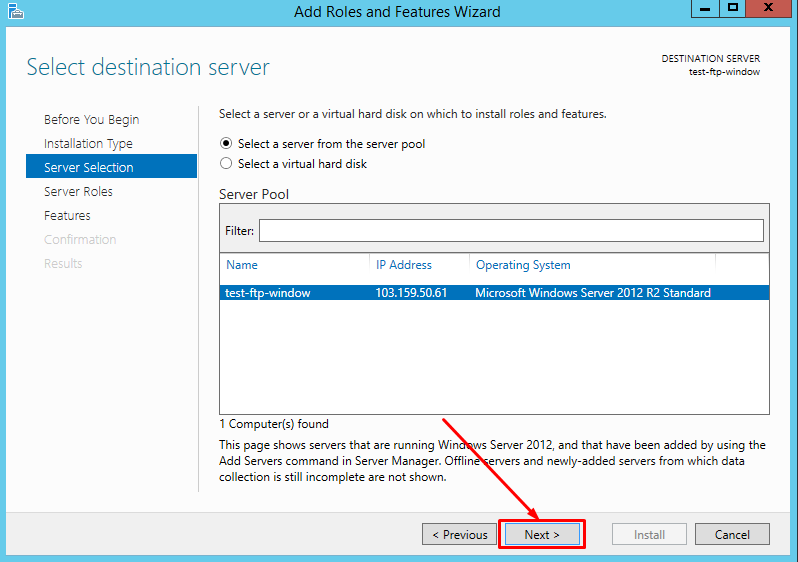 Add Roles and Features Wizard
Select destination server
DESTINATION SERVER
test-ftp-window
Before You Begin
Installation Type
Server Selection
Server Roles
Features
Confirmation
Results
Select a server or a virtual hard disk on which to install roles and features.
Select a server from the server pool
Select a virtual hard disk
Server Pool
Filter:
Name IP Address Operating System
test-ftp-window 103.159.50.61 Microsoft Windows Server 2012 R2 Standard
1 Computer(s) found
This page shows servers that are running Windows Server 2012, and that have been added by using the
Add Servers command in Server Manager. Offline servers and newly-added servers from which data
collection is still incomplete are not shown.
< Previous Next > Install Cancel